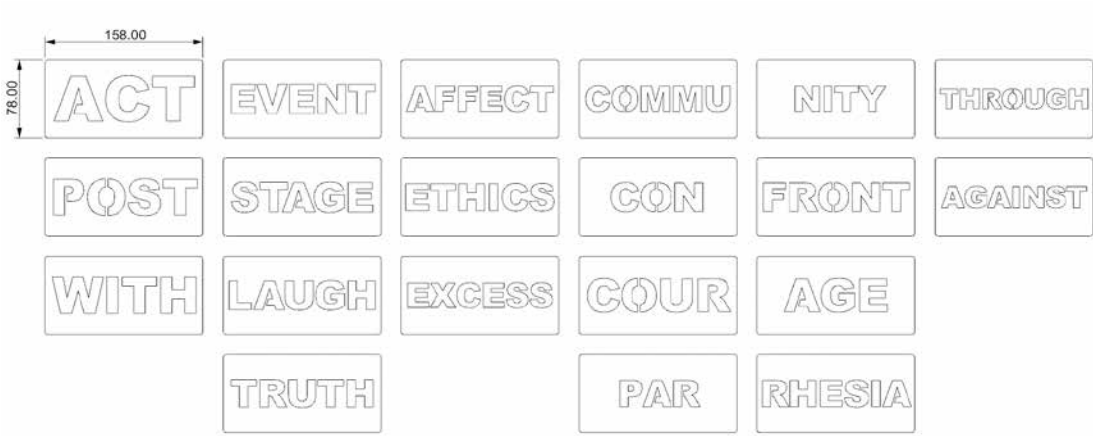 158.00
78.00
ACT EVENT AFFECT COMMU NITY THROUGH
POST STAGE ETHICS CON FRONT AGAINST
WITH LAUGH EXCESS COUR AGE
TRUTH PAR RHESIA